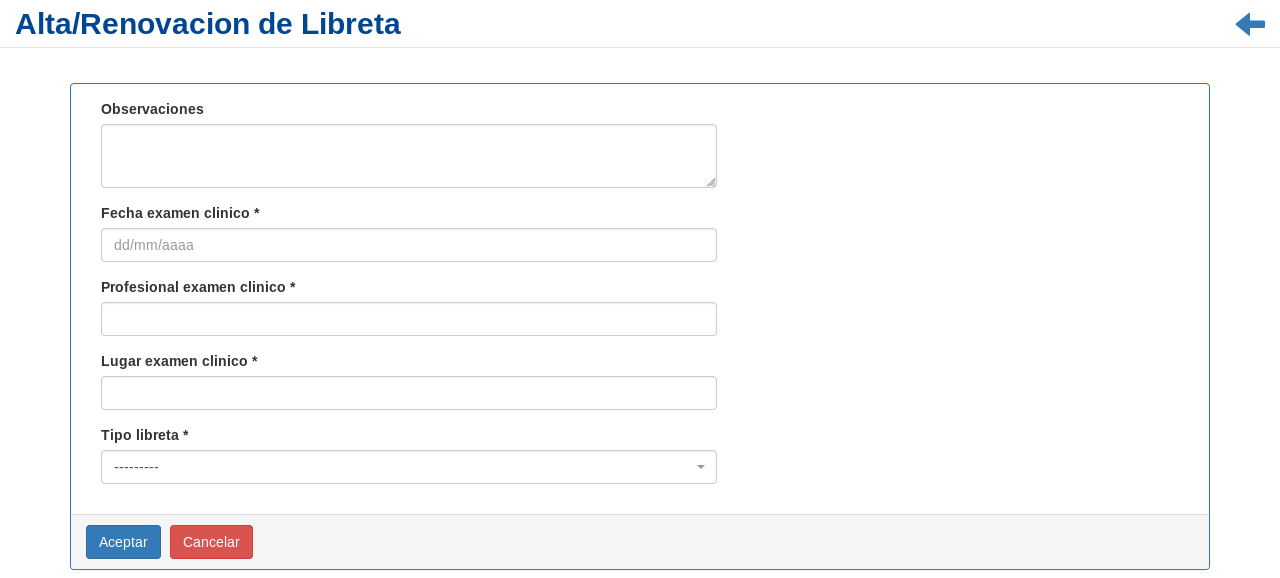 Alta/Renovacion de Libreta
Observaciones
Fecha examen clinico *
dd/mm/aaaa
Profesional examen clinico *
Lugar examen clinico *
Tipo libreta *
---------
Aceptar Cancelar